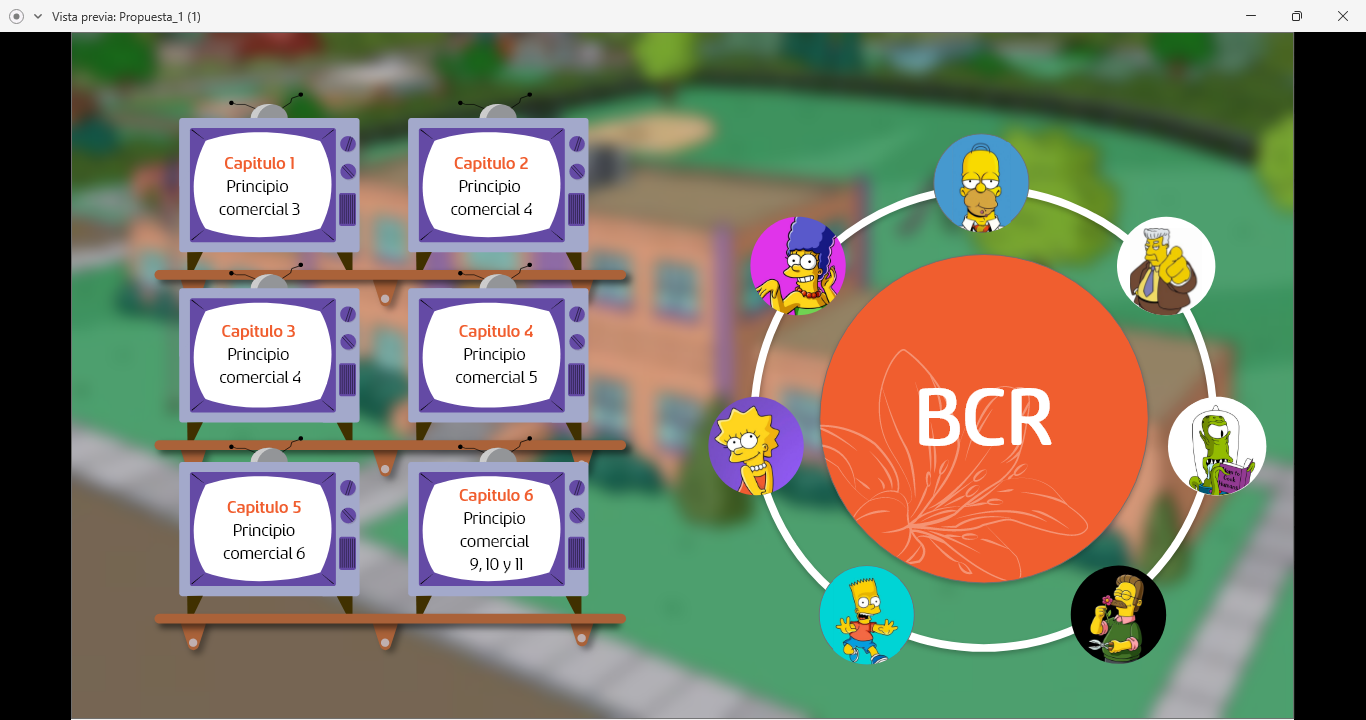 Vista previa: Propuesta_1 (1)
Capitulo 1
Principio
comercial 3
Capitulo 2
Principio
comercial 4
Capitulo 3
Principio
comercial 4
Capitulo 4
Principio
comercial 5
Capitulo 5
Principio
comercial 6
Capitulo 6
Principio
comercial
9, 10 y 11
BCR